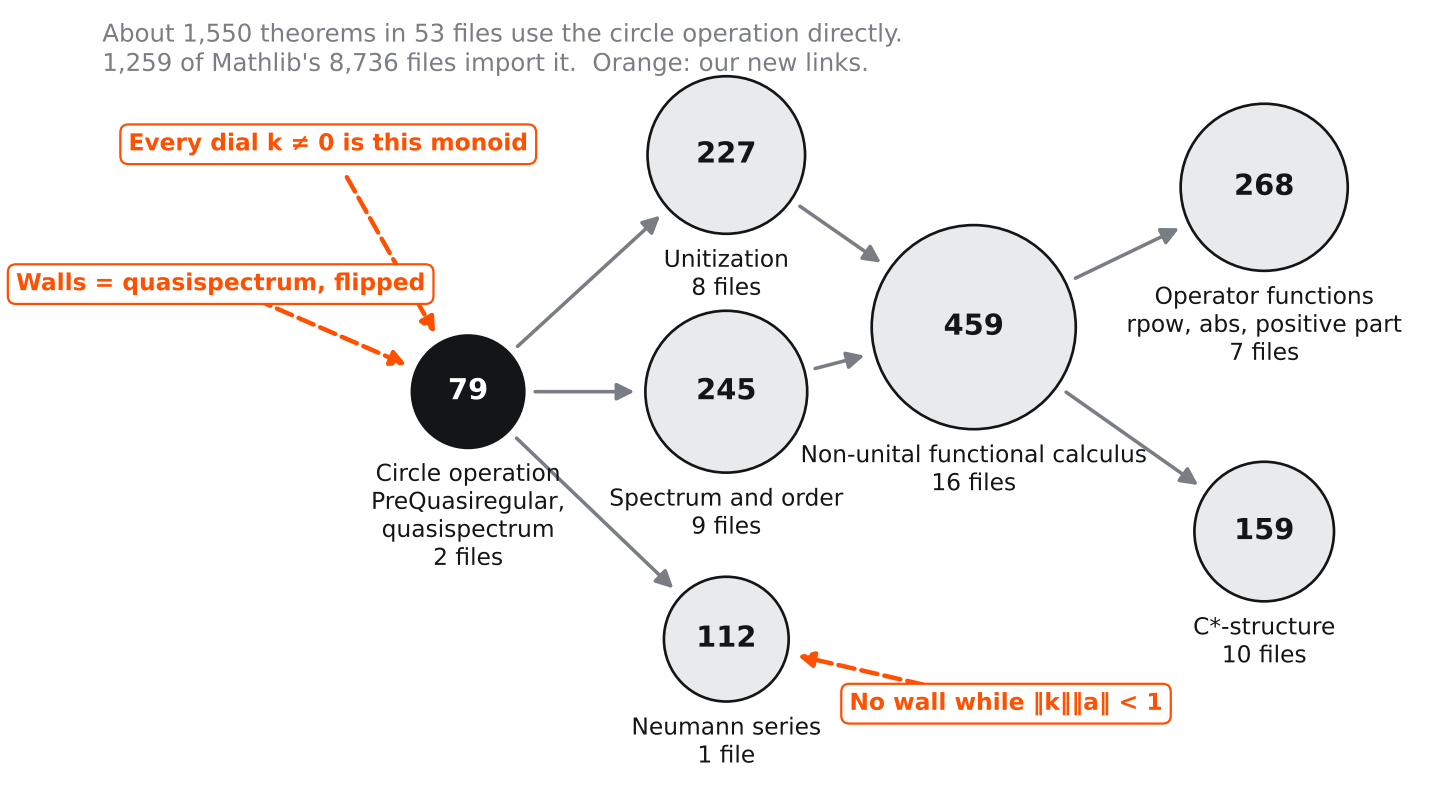 About 1,550 theorems in 53 files use the circle operation directly.
1,259 of Mathlib's 8,736 files import it.  Orange: our new links.
Every dial k ≠ 0 is this monoid
Walls = quasispectrum, flipped
79
Circle operation
PreQuasiregular,
quasispectrum
2 files
227
Unitization
8 files
245
Spectrum and order
9 files
112
Neumann series
1 file
No wall while ‖k‖‖a‖ < 1
459
Non-unital functional calculus
16 files
268
Operator functions
rpow, abs, positive part
7 files
159
C*-structure
10 files